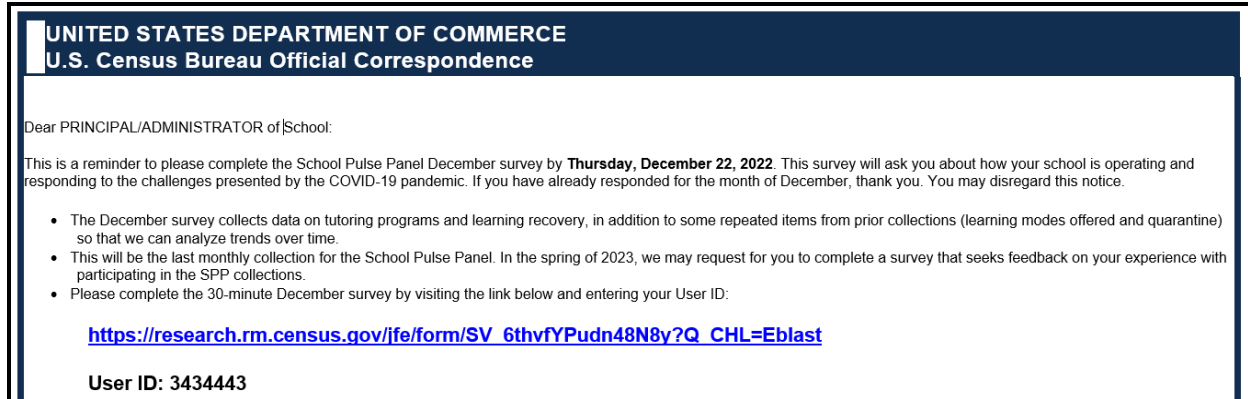 UNITED STATES DEPARTMENT OF COMMERCE
U.S. Census Bureau Official Correspondence
Dear PRINCIPAL/ADMINISTRATOR of School:
This is a reminder to please complete the School Pulse Panel December survey by Thursday, December 22, 2022. This survey will ask you about how your school is operating and
responding to the challenges presented by the COVID-19 pandemic. If you have already responded for the month of December, thank you. You may disregard this notice.
• The December survey collects data on tutoring programs and learning recovery, in addition to some repeated items from prior collections (learning modes offered and quarantine)
so that we can analyze trends over time.
• This will be the last monthly collection for the School Pulse Panel. In the spring of 2023, we may request for you to complete a survey that seeks feedback on your experience with
participating in the SPP collections.
• Please complete the 30-minute December survey by visiting the link below and entering your User ID:
https://research.rm.census.gov/jfe/form/SV_6thvfYPudn48N8y?Q_CHL=Eblast
User ID: 3434443